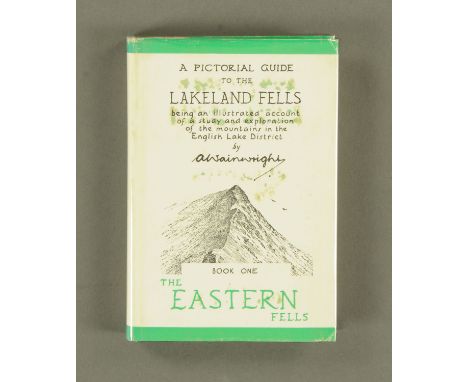 A PICTORIAL GUIDE
TO THE
LAKELAND FELLS
being an illustrated account
of a study and exploration
of the mountains in the
English Lake District
by
AWainwright
BOOK ONE
THE
EASTERN
FELLS